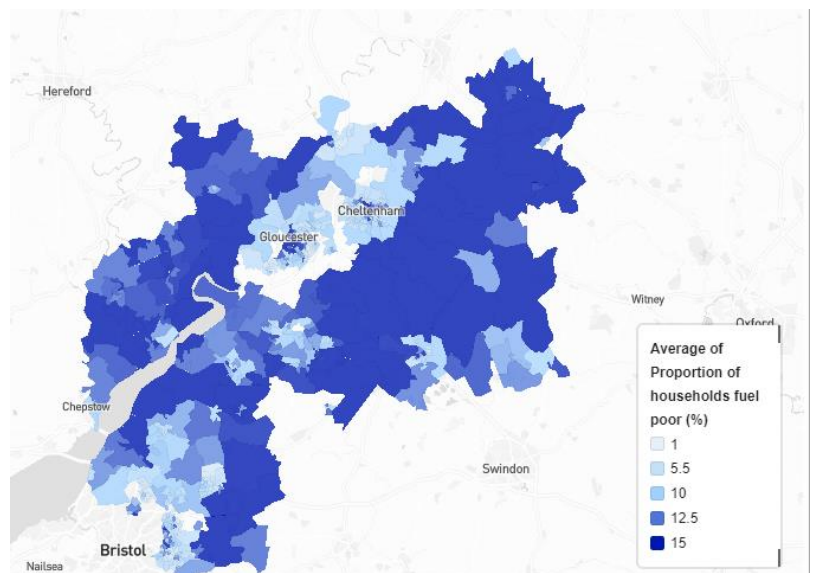 Hereford
Cheltenham
Gloucester
Witney
Oxford
Chepstow
Swindon
Bristol
Nailsea
Average of
Proportion of
households fuel
poor (%)
1
5.5
10
12.5
15